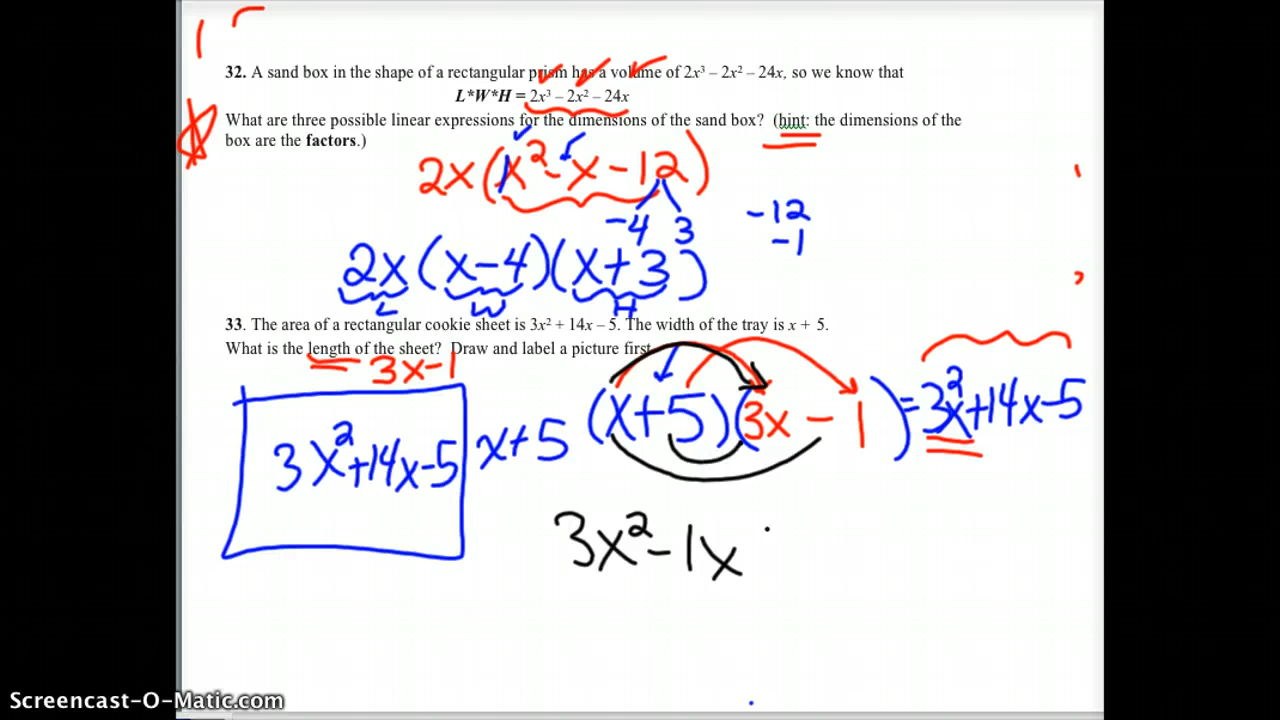 32. A sand box in the shape of a rectangular prism has a volume of 2x³ – 2x² – 24x, so we know that
L*W*H = 2x³ – 2x² – 24x
What are three possible linear expressions for the dimensions of the sand box? (hint: the dimensions of the
box are the factors.)
2x(x²-x-12)
-4 3
-12
-1
2x(x-4)(x+3)
L W H
33. The area of a rectangular cookie sheet is 3x² + 14x – 5. The width of the tray is x + 5.
What is the length of the sheet? Draw and label a picture first
3x-1
3x²+14x-5 x+5 (x+5)(3x-1)=3x²+14x-5
3x²-1x
Screencast-O-Matic.com